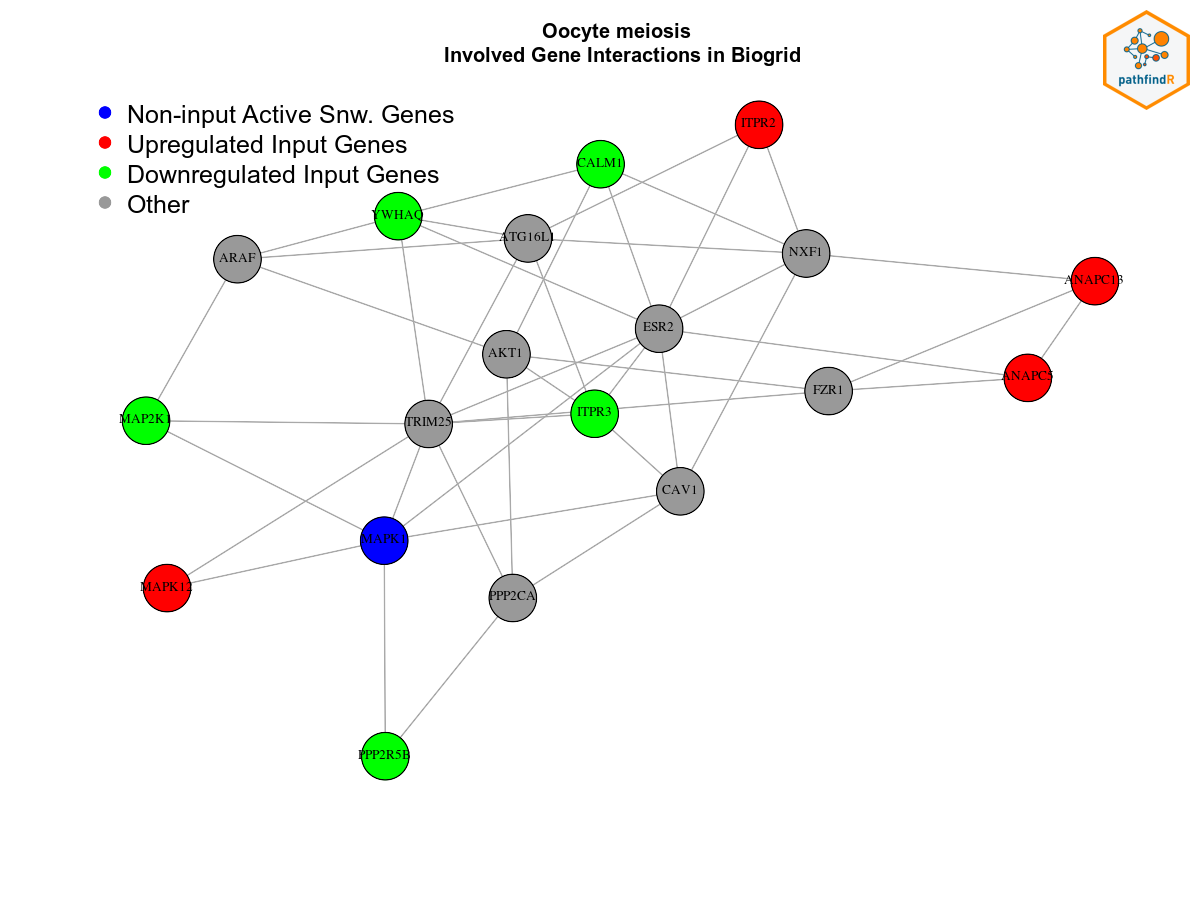 Oocyte meiosis
Involved Gene Interactions in Biogrid
pathfindR
Non-input Active Snw. Genes
Upregulated Input Genes
Downregulated Input Genes
Other
ITPR2
CALM1
YWHAQ
ATG16L1
NXF1
ARAF
ANAPC13
ESR2
AKT1
ANAPC5
FZR1
ITPR3
MAP2K1
TRIM25
CAV1
MAPK1
MAPK12
PPP2CA
PPP2R5B